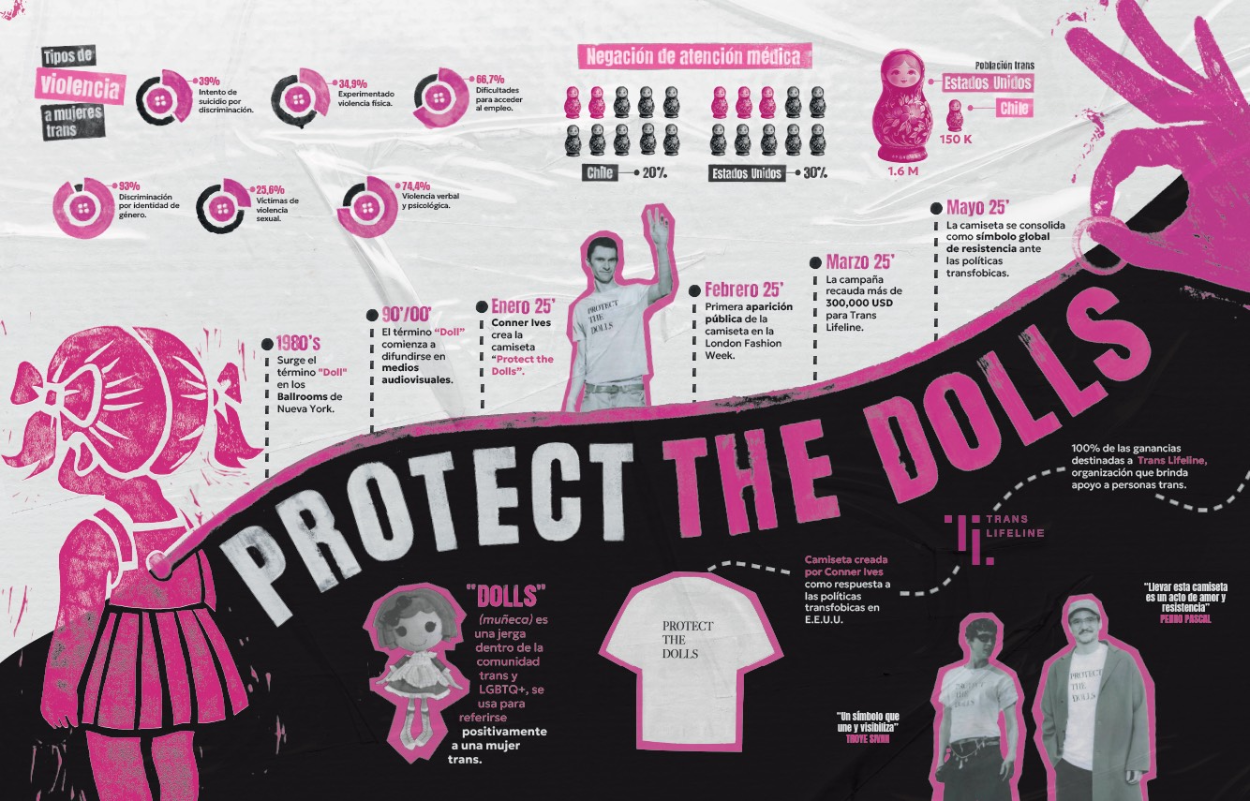 Tipos de
violencia
a mujeres
trans
39%
Intento de
suicidio por
discriminación.
34,9%
Experimentado
violencia física.
66,7%
Dificultades
para acceder
al empleo.
93%
Discriminación
por identidad de
género.
25,6%
Víctimas de
violencia
sexual.
74,4%
Violencia verbal
y psicológica.
Negación de atención médica
Chile
20%
Estados Unidos
30%
Población trans
Estados Unidos
Chile
150 K
1.6 M
1980's
Surge el
término "Doll"
en los
Ballrooms de
Nueva York.
90'/00'
El término "Doll"
comienza a
difundirse en
medios
audiovisuales.
Enero 25'
Conner Ives
crea la
camiseta
"Protect the
Dolls".
PROTECT
THE
DOLLS
Febrero 25'
Primera aparición
pública de la
camiseta en la
London Fashion
Week.
Marzo 25'
La campaña
recauda más de
300,000 USD
para Trans
Lifeline.
Mayo 25'
La camiseta se consolida
como símbolo global
de resistencia ante
las políticas
transfobicas.
PROTECT THE DOLLS
"DOLLS"
(muñeca) es
una jerga
dentro de la
comunidad
trans y
LGBTQ+, se
usa para
referirse
positivamente
a una mujer
trans.
PROTECT
THE
DOLLS
Camiseta creada
por Conner Ives
como respuesta a
las políticas
transfobicas en
E.E.U.U.
TRANS
LIFELINE
100% de las ganancias
destinadas a Trans Lifeline,
organización que brinda
apoyo a personas trans.
"Un símbolo que
une y visibiliza"
TROYE SIVAN
PROTECT
THE
DOLLS
PROTECT
THE
DOLLS
"Llevar esta camiseta
es un acto de amor y
resistencia"
PEDRO PASCAL